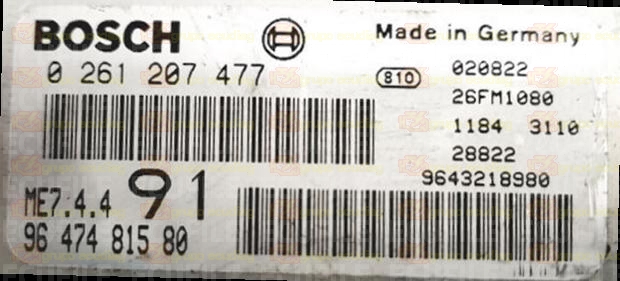 BOSCH
Made in Germany
0 261 207 477
810
020822
26FM1080
1184 3110
28822
9643218980
ME7.4.4 91
96 474 815 80